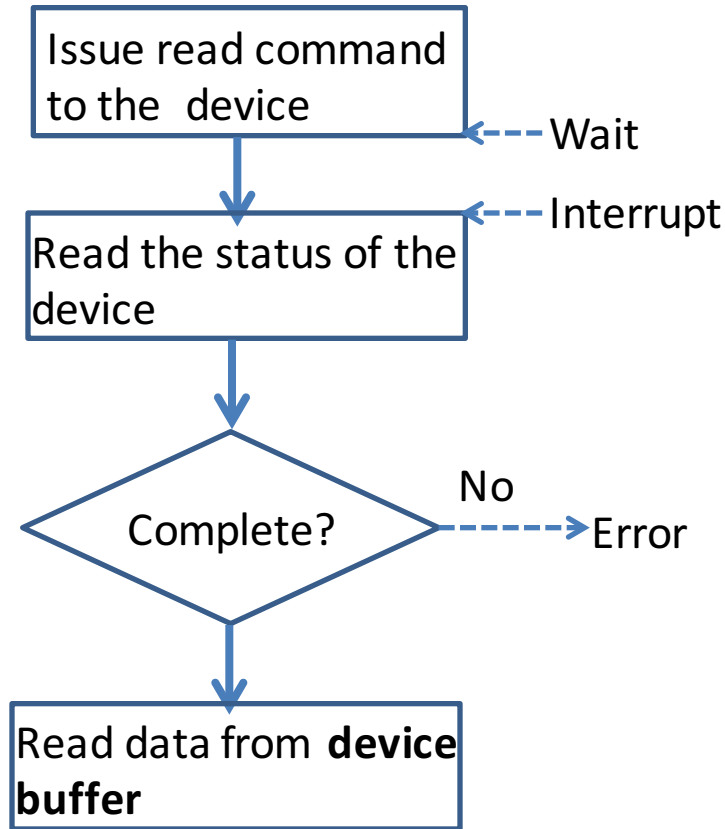 Issue read command
to the device
Wait
Interrupt
Read the status of the
device
No
Complete?
Error
Read data from device
buffer